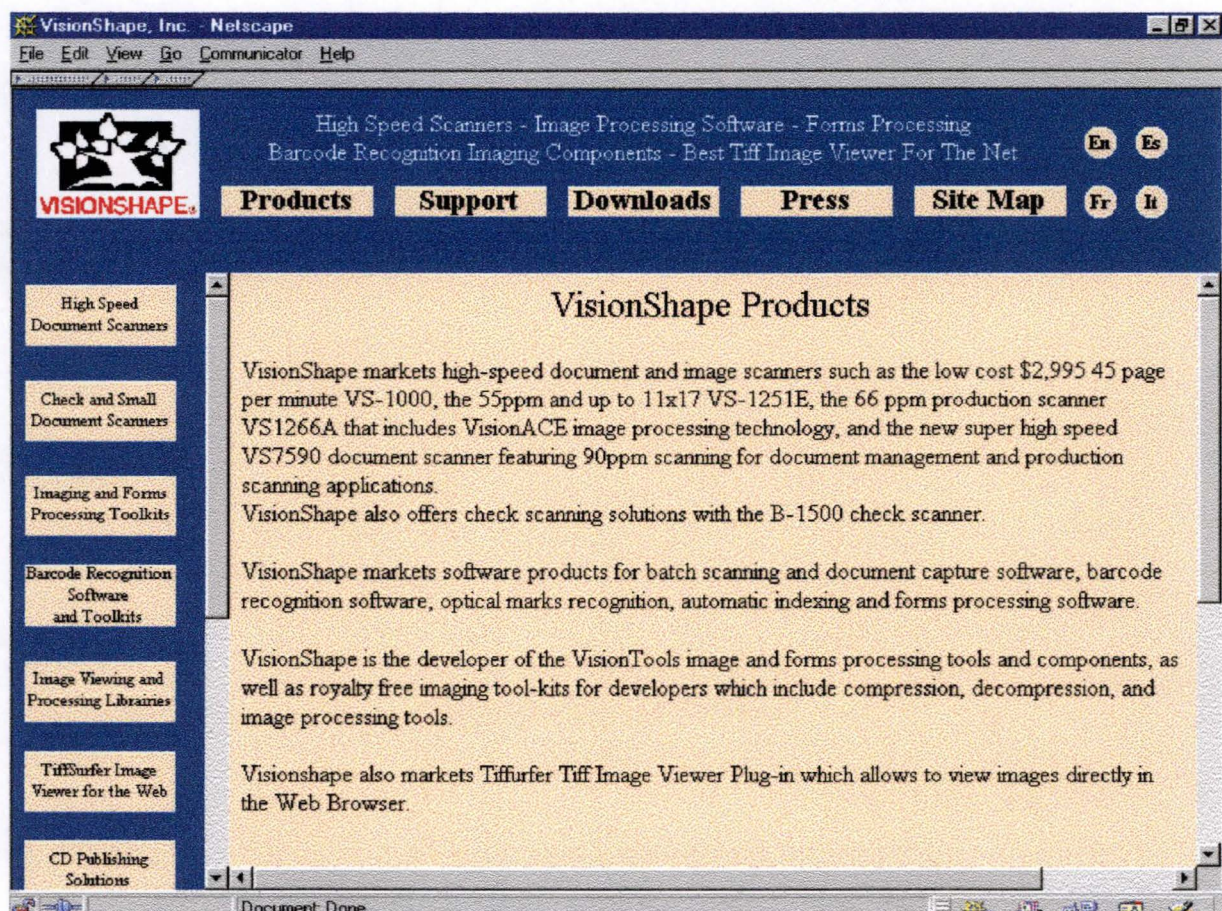 VisionShape, Inc. - Netscape
File Edit View Go Communicator Help
High Speed Scanners - Image Processing Software - Forms Processing
Barcode Recognition Imaging Components - Best Tiff Image Viewer For The Net
En Es
VISIONSHAPE®
Products Support Downloads Press Site Map Fr It
High Speed
Document Scanners
Check and Small
Document Scanners
Imaging and Forms
Processing Toolkits
Barcode Recognition
Software
and Toolkits
Image Viewing and
Processing Librairies
TiffSurfer Image
Viewer for the Web
CD Publishing
Solutions
VisionShape Products
VisionShape markets high-speed document and image scanners such as the low cost $2,995 45 page
per minute VS-1000, the 55ppm and up to 11x17 VS-1251E, the 66 ppm production scanner
VS1266A that includes VisionACE image processing technology, and the new super high speed
VS7590 document scanner featuring 90ppm scanning for document management and production
scanning applications.
VisionShape also offers check scanning solutions with the B-1500 check scanner.
VisionShape markets software products for batch scanning and document capture software, barcode
recognition software, optical marks recognition, automatic indexing and forms processing software.
VisionShape is the developer of the VisionTools image and forms processing tools and components, as
well as royalty free imaging tool-kits for developers which include compression, decompression, and
image processing tools.
Visionshape also markets Tiffurfer Tiff Image Viewer Plug-in which allows to view images directly in
the Web Browser.
Document: Done